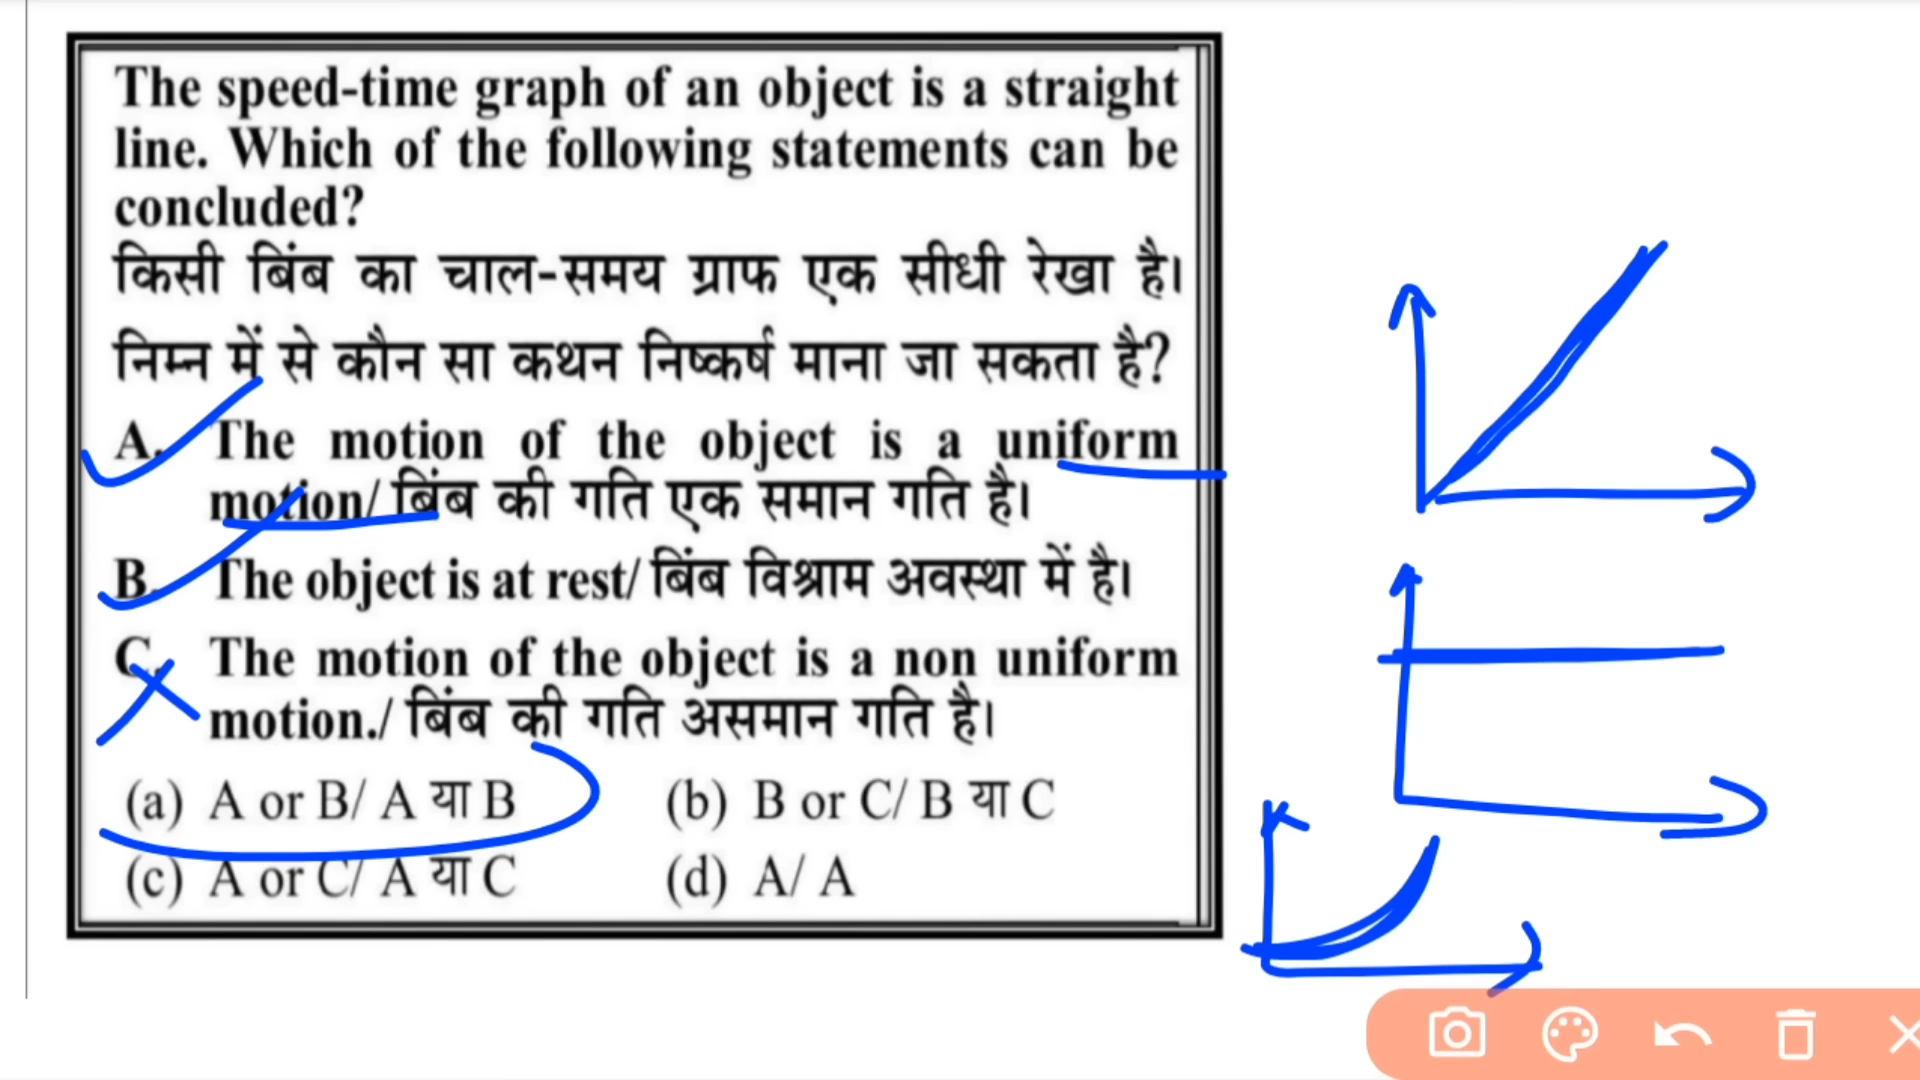 The speed-time graph of an object is a straight
line. Which of the following statements can be
concluded?
किसी बिंब का चाल-समय ग्राफ एक सीधी रेखा है।
निम्न में से कौन सा कथन निष्कर्ष माना जा सकता है?
A. The motion of the object is a uniform
motion/ बिंब की गति एक समान गति है।
B. The object is at rest/ बिंब विश्राम अवस्था में है।
C. The motion of the object is a non uniform
motion./ बिंब की गति असमान गति है।
(a) A or B/ A या B (b) B or C/ B या C
(c) A or C/ A या C (d) A/ A